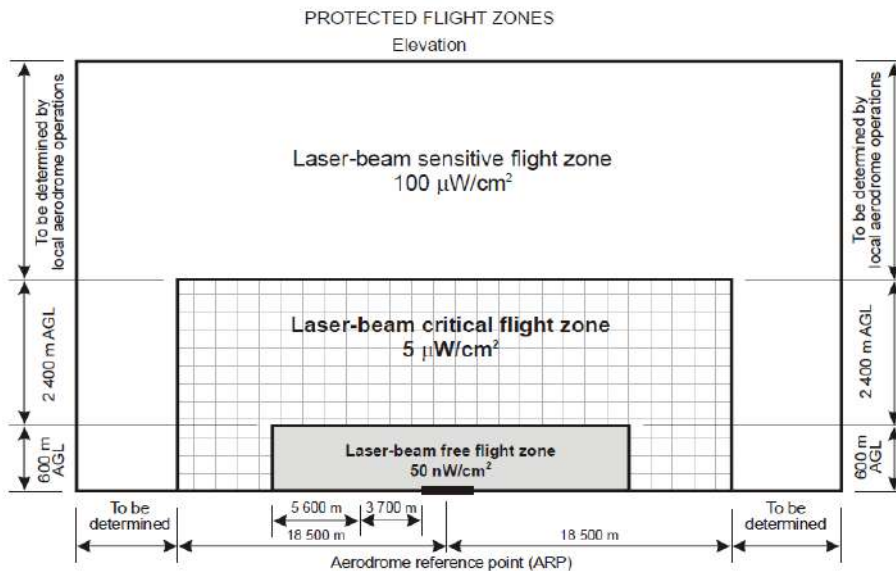 PROTECTED FLIGHT ZONES
Elevation
To be determined by
local aerodrome operations
Laser-beam sensitive flight zone
100 μW/cm²
To be determined by
local aerodrome operations
2 400 m AGL
Laser-beam critical flight zone
5 μW/cm²
2 400 m AGL
600 m
AGL
Laser-beam free flight zone
50 nW/cm²
600 m
AGL
To be
determined
5 600 m
3 700 m
18 500 m
18 500 m
To be
determined
Aerodrome reference point (ARP)